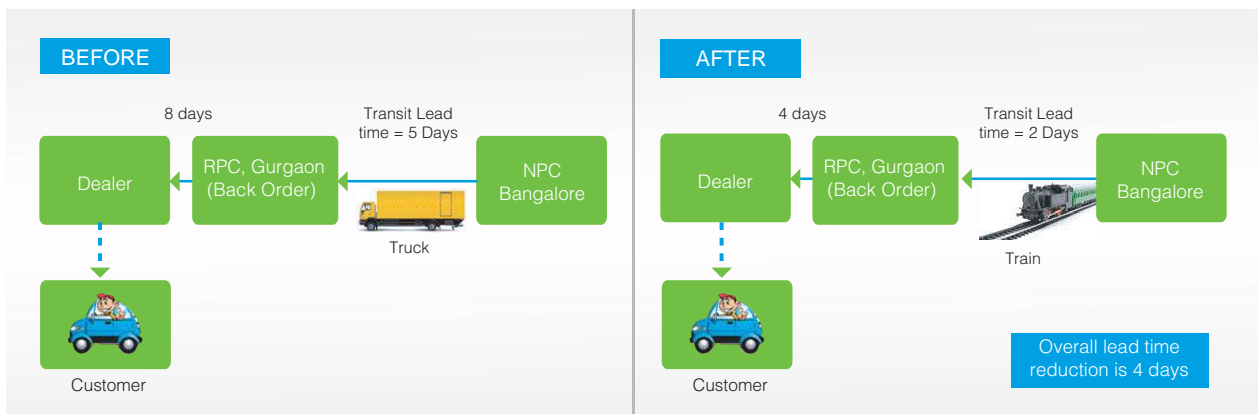 BEFORE
8 days
Transit Lead
time = 5 Days
Dealer
RPC, Gurgaon
(Back Order)
NPC
Bangalore
Truck
Customer
AFTER
4 days
Transit Lead
time = 2 Days
Dealer
RPC, Gurgaon
(Back Order)
NPC
Bangalore
Train
Customer
Overall lead time
reduction is 4 days